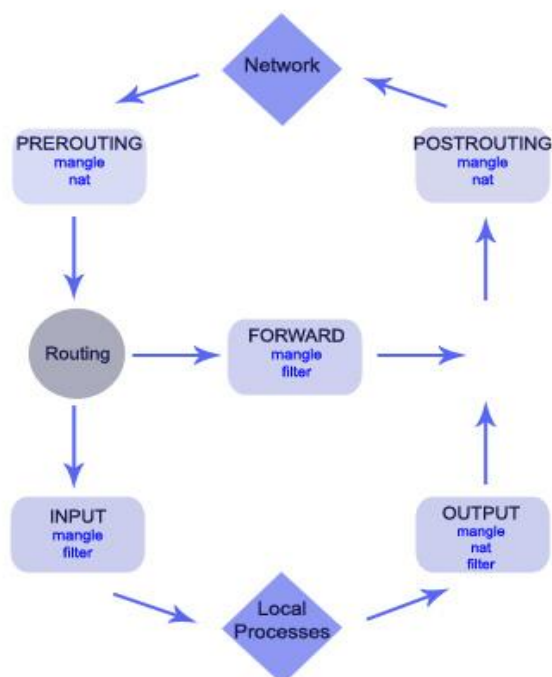 Network
PREROUTING
mangle
nat
POSTROUTING
mangle
nat
Routing
FORWARD
mangle
filter
INPUT
mangle
filter
OUTPUT
mangle
nat
filter
Local
Processes